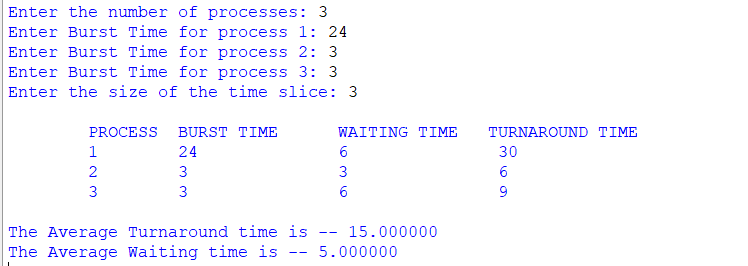 Enter the number of processes: 3
Enter Burst Time for process 1: 24
Enter Burst Time for process 2: 3
Enter Burst Time for process 3: 3
Enter the size of the time slice: 3
PROCESS BURST TIME WAITING TIME TURNAROUND TIME
1 24 6 30
2 3 3 6
3 3 6 9
The Average Turnaround time is -- 15.000000
The Average Waiting time is -- 5.000000